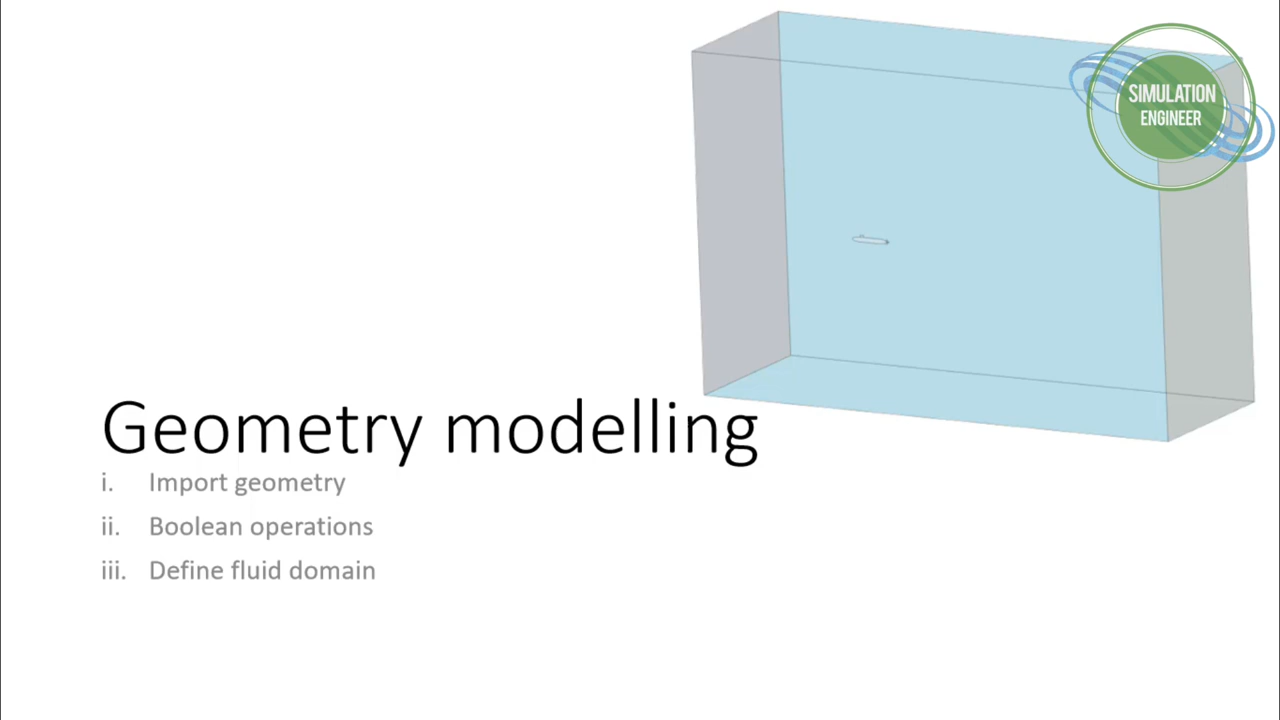 SIMULATION
ENGINEER
Geometry modelling
i. Import geometry
ii. Boolean operations
iii. Define fluid domain